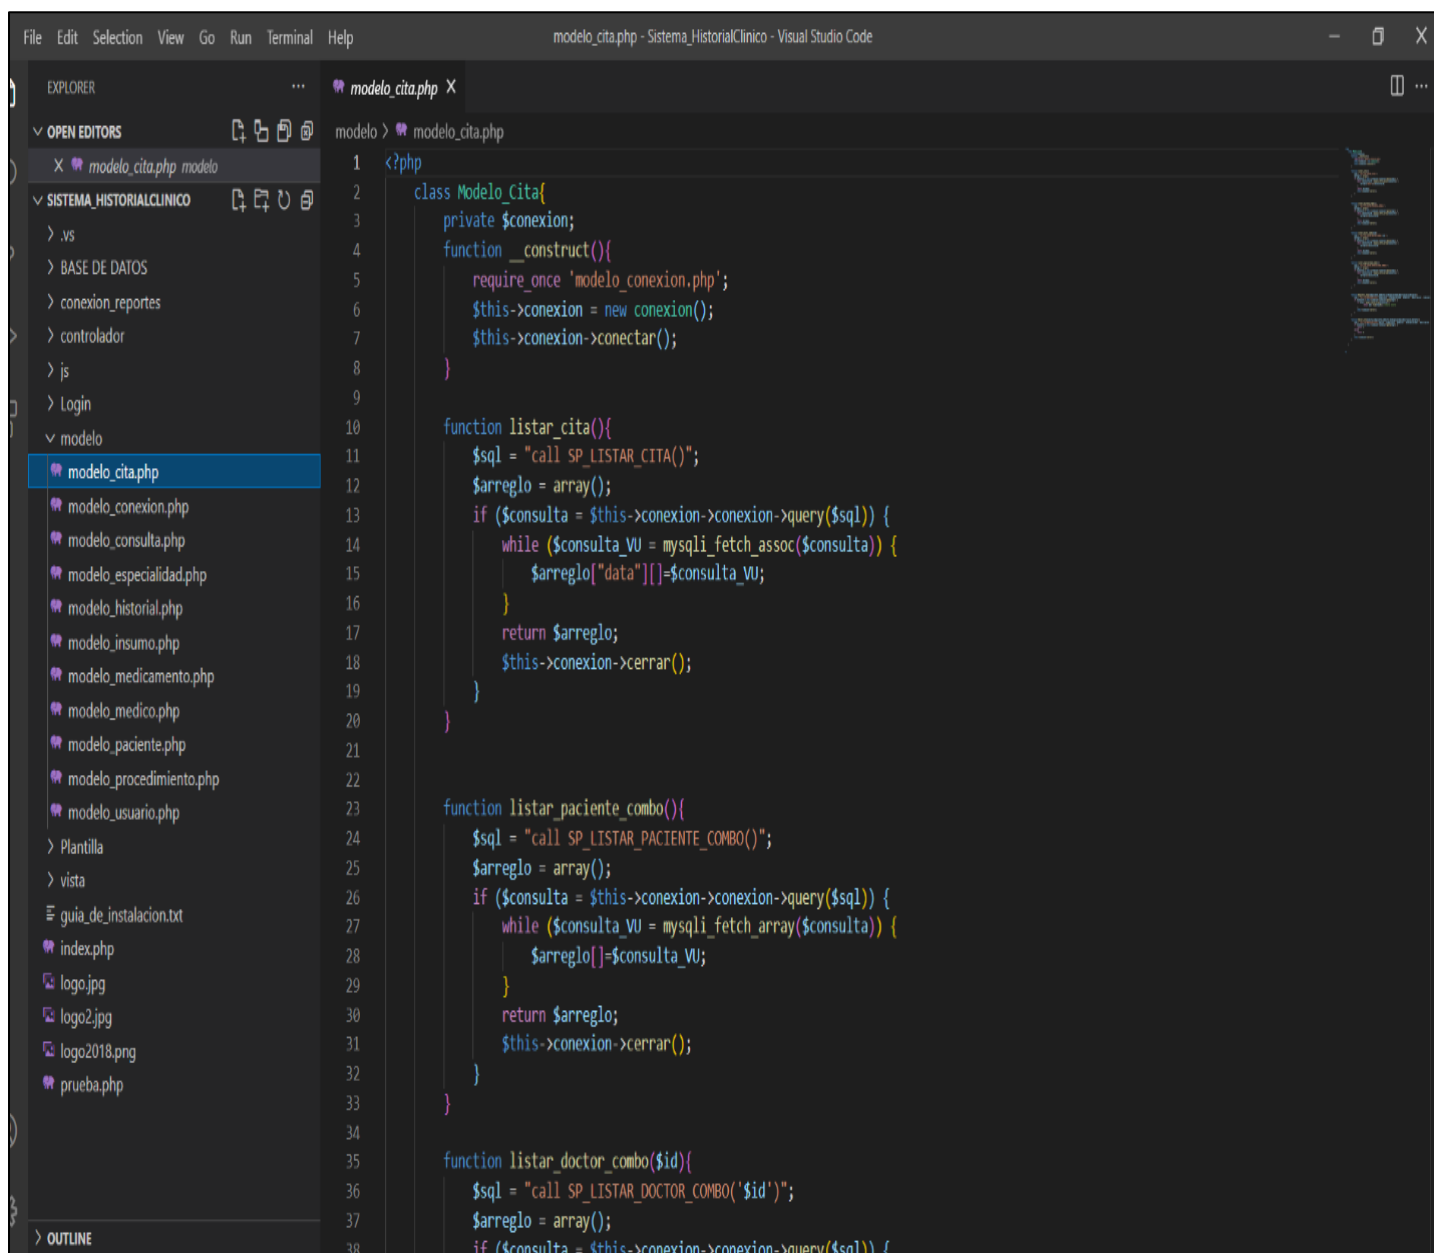 File Edit Selection View Go Run Terminal Help modelo_cita.php - Sistema_HistorialClinico - Visual Studio Code
EXPLORER
OPEN EDITORS
modelo_cita.php modelo
SISTEMA_HISTORIALCLINICO
.vs
BASE DE DATOS
conexion_reportes
controlador
js
Login
modelo
modelo_cita.php
modelo_conexion.php
modelo_consulta.php
modelo_especialidad.php
modelo_historial.php
modelo_insumo.php
modelo_medicamento.php
modelo_medico.php
modelo_paciente.php
modelo_procedimiento.php
modelo_usuario.php
Plantilla
vista
guia_de_instalacion.txt
index.php
logo.jpg
logo2.jpg
logo2018.png
prueba.php
OUTLINE
modelo_cita.php
modelo > modelo_cita.php
1 <?php
2 class Modelo_Cita{
3 private $conexion;
4 function __construct(){
5 require_once 'modelo_conexion.php';
6 $this->conexion = new conexion();
7 $this->conexion->conectar();
8 }
9
10 function listar_cita(){
11 $sql = "call SP_LISTAR_CITA()";
12 $arreglo = array();
13 if ($consulta = $this->conexion->conexion->query($sql)) {
14 while ($consulta_VU = mysqli_fetch_assoc($consulta)) {
15 $arreglo["data"][]=$consulta_VU;
16 }
17 return $arreglo;
18 $this->conexion->cerrar();
19 }
20 }
21
22
23 function listar_paciente_combo(){
24 $sql = "call SP_LISTAR_PACIENTE_COMBO()";
25 $arreglo = array();
26 if ($consulta = $this->conexion->conexion->query($sql)) {
27 while ($consulta_VU = mysqli_fetch_array($consulta)) {
28 $arreglo[]=$consulta_VU;
29 }
30 return $arreglo;
31 $this->conexion->cerrar();
32 }
33 }
34
35 function listar_doctor_combo($id){
36 $sql = "call SP_LISTAR_DOCTOR_COMBO('$id')";
37 $arreglo = array();
38 if ($consulta = $this->conexion->conexion->query($sql)) {